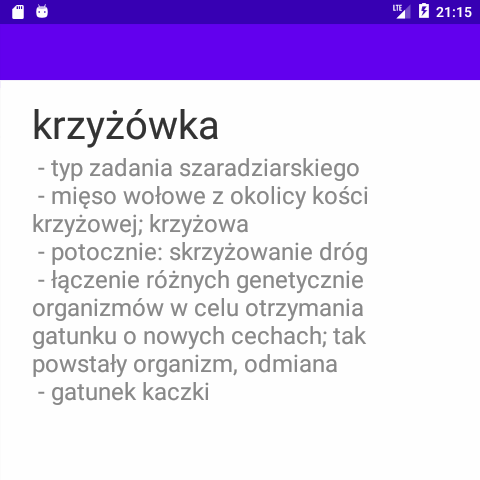 LTE 21:15
krzyżówka
- typ zadania szaradziarskiego
- mięso wołowe z okolicy kości
krzyżowej; krzyżowa
- potocznie: skrzyżowanie dróg
- łączenie różnych genetycznie
organizmów w celu otrzymania
gatunku o nowych cechach; tak
powstały organizm, odmiana
- gatunek kaczki